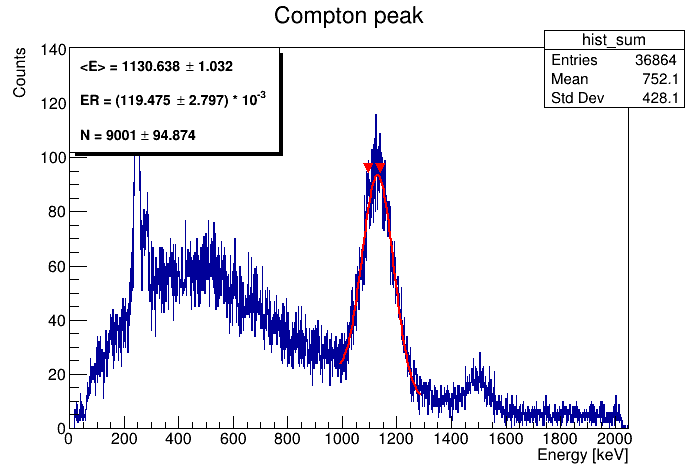 Compton peak
hist_sum
Entries 36864
Mean 752.1
Std Dev 428.1
<E> = 1130.638 ± 1.032
ER = (119.475 ± 2.797) * 10^-3
N = 9001 ± 94.874
Counts
140
120
100
80
60
40
20
0
0 200 400 600 800 1000 1200 1400 1600 1800 2000
Energy [keV]